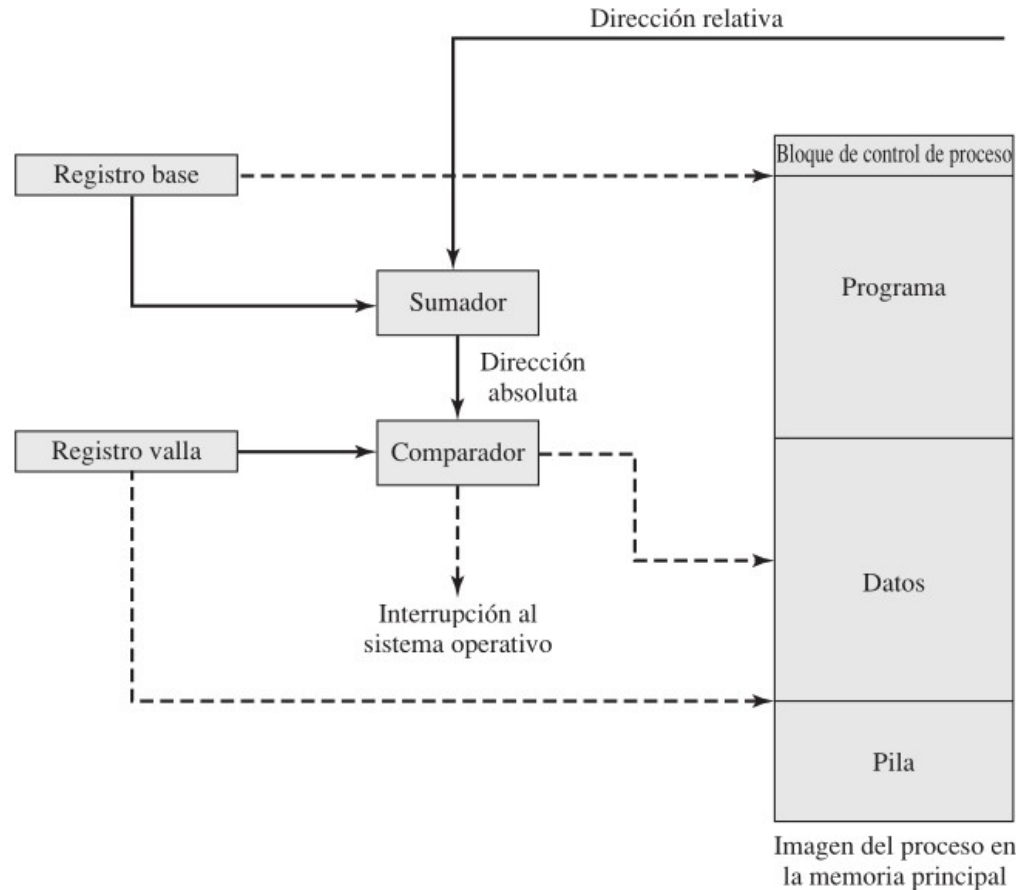 Dirección relativa
Bloque de control de proceso
Registro base
Programa
Sumador
Dirección
absoluta
Registro valla
Comparador
Datos
Interrupción al
sistema operativo
Pila
Imagen del proceso en
la memoria principal